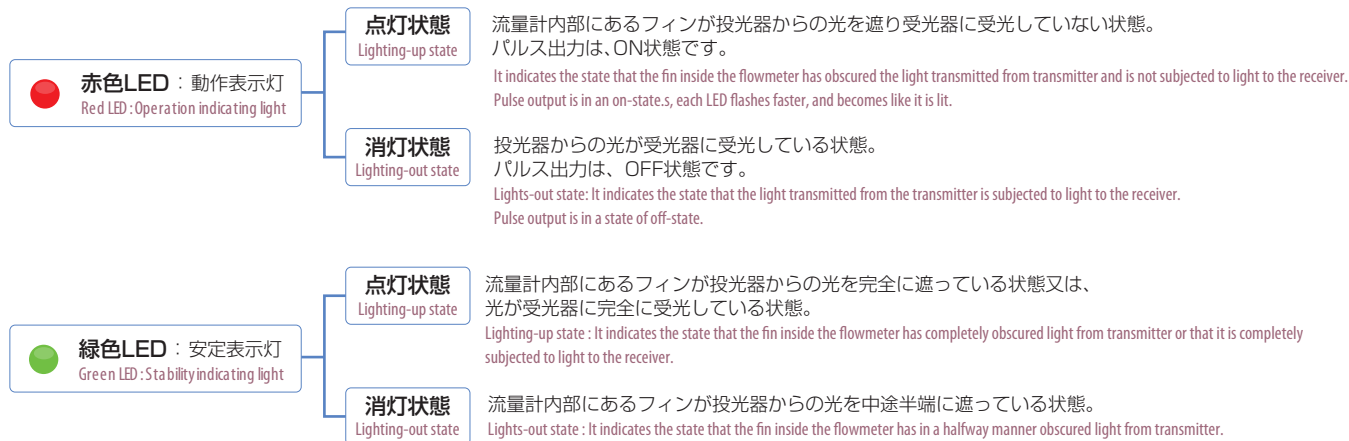 赤色LED：動作表示灯
Red LED : Operation indicating light
点灯状態
Lighting-up state
流量計内部にあるフィンが投光器からの光を遮り受光器に受光していない状態。
パルス出力は、ON状態です。
It indicates the state that the fin inside the flowmeter has obscured the light transmitted from transmitter and is not subjected to light to the receiver.
Pulse output is in an on-state.s, each LED flashes faster, and becomes like it is lit.
消灯状態
Lighting-out state
投光器からの光が受光器に受光している状態。
パルス出力は、OFF状態です。
Lights-out state: It indicates the state that the light transmitted from the transmitter is subjected to light to the receiver.
Pulse output is in a state of off-state.
緑色LED：安定表示灯
Green LED : Stability indicating light
点灯状態
Lighting-up state
流量計内部にあるフィンが投光器からの光を完全に遮っている状態又は、
光が受光器に完全に受光している状態。
Lighting-up state : It indicates the state that the fin inside the flowmeter has completely obscured light from transmitter or that it is completely
subjected to light to the receiver.
消灯状態
Lighting-out state
流量計内部にあるフィンが投光器からの光を中途半端に遮っている状態。
Lights-out state : It indicates the state that the fin inside the flowmeter has in a halfway manner obscured light from transmitter.